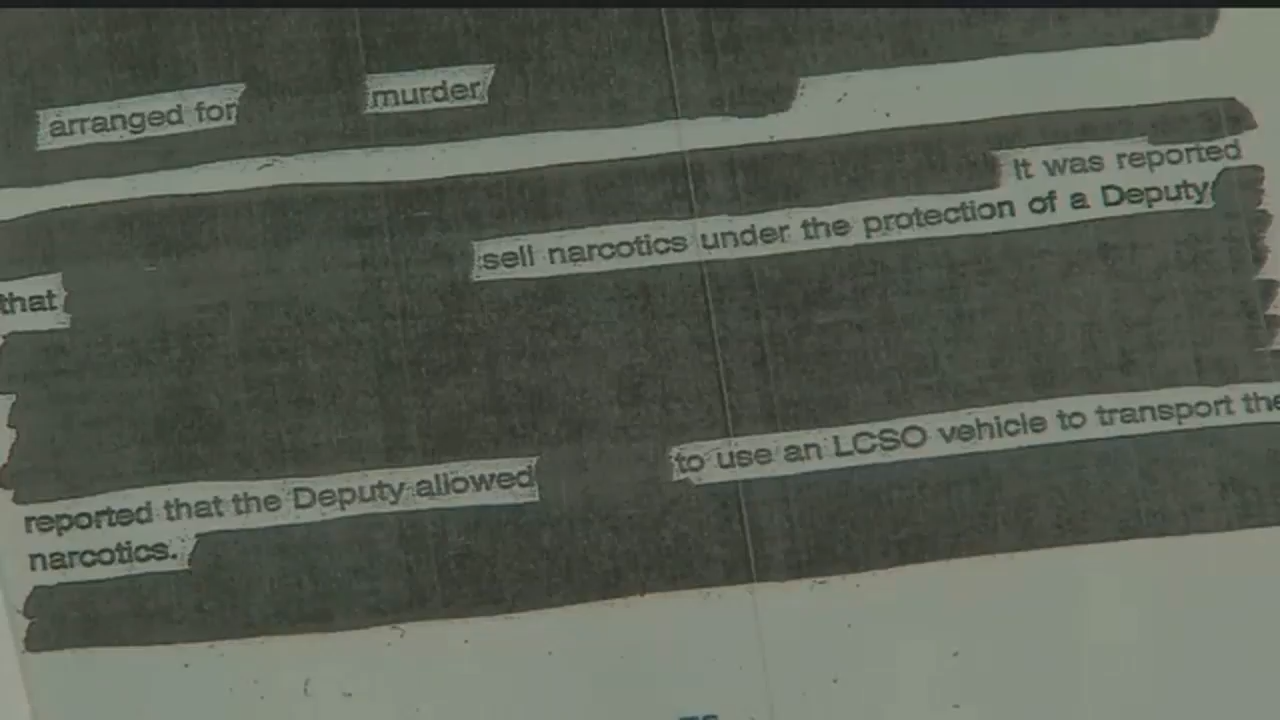 arranged for murder
It was reported
that sell narcotics under the protection of a Deputy
reported that the Deputy allowed to use an LCSO vehicle to transport the
narcotics.